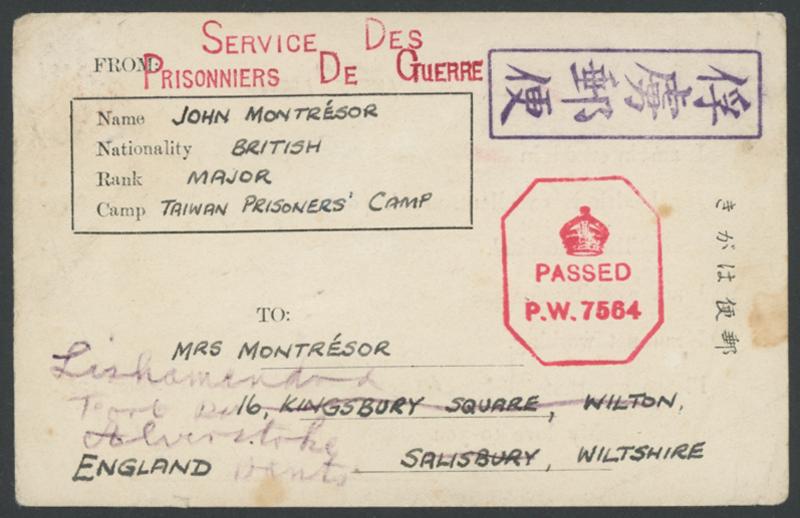 SERVICE DES
PRISONNIERS DE GUERRE
FROM:
俘虜郵便
Name JOHN MONTRÉSOR
Nationality BRITISH
Rank MAJOR
Camp TAIWAN PRISONERS' CAMP
PASSED
P.W. 7564
きがは便郵
TO:
MRS MONTRÉSOR
16, KINGSBURY SQUARE, WILTON,
Alverstoke
SALISBURY, WILTSHIRE
ENGLAND Hants